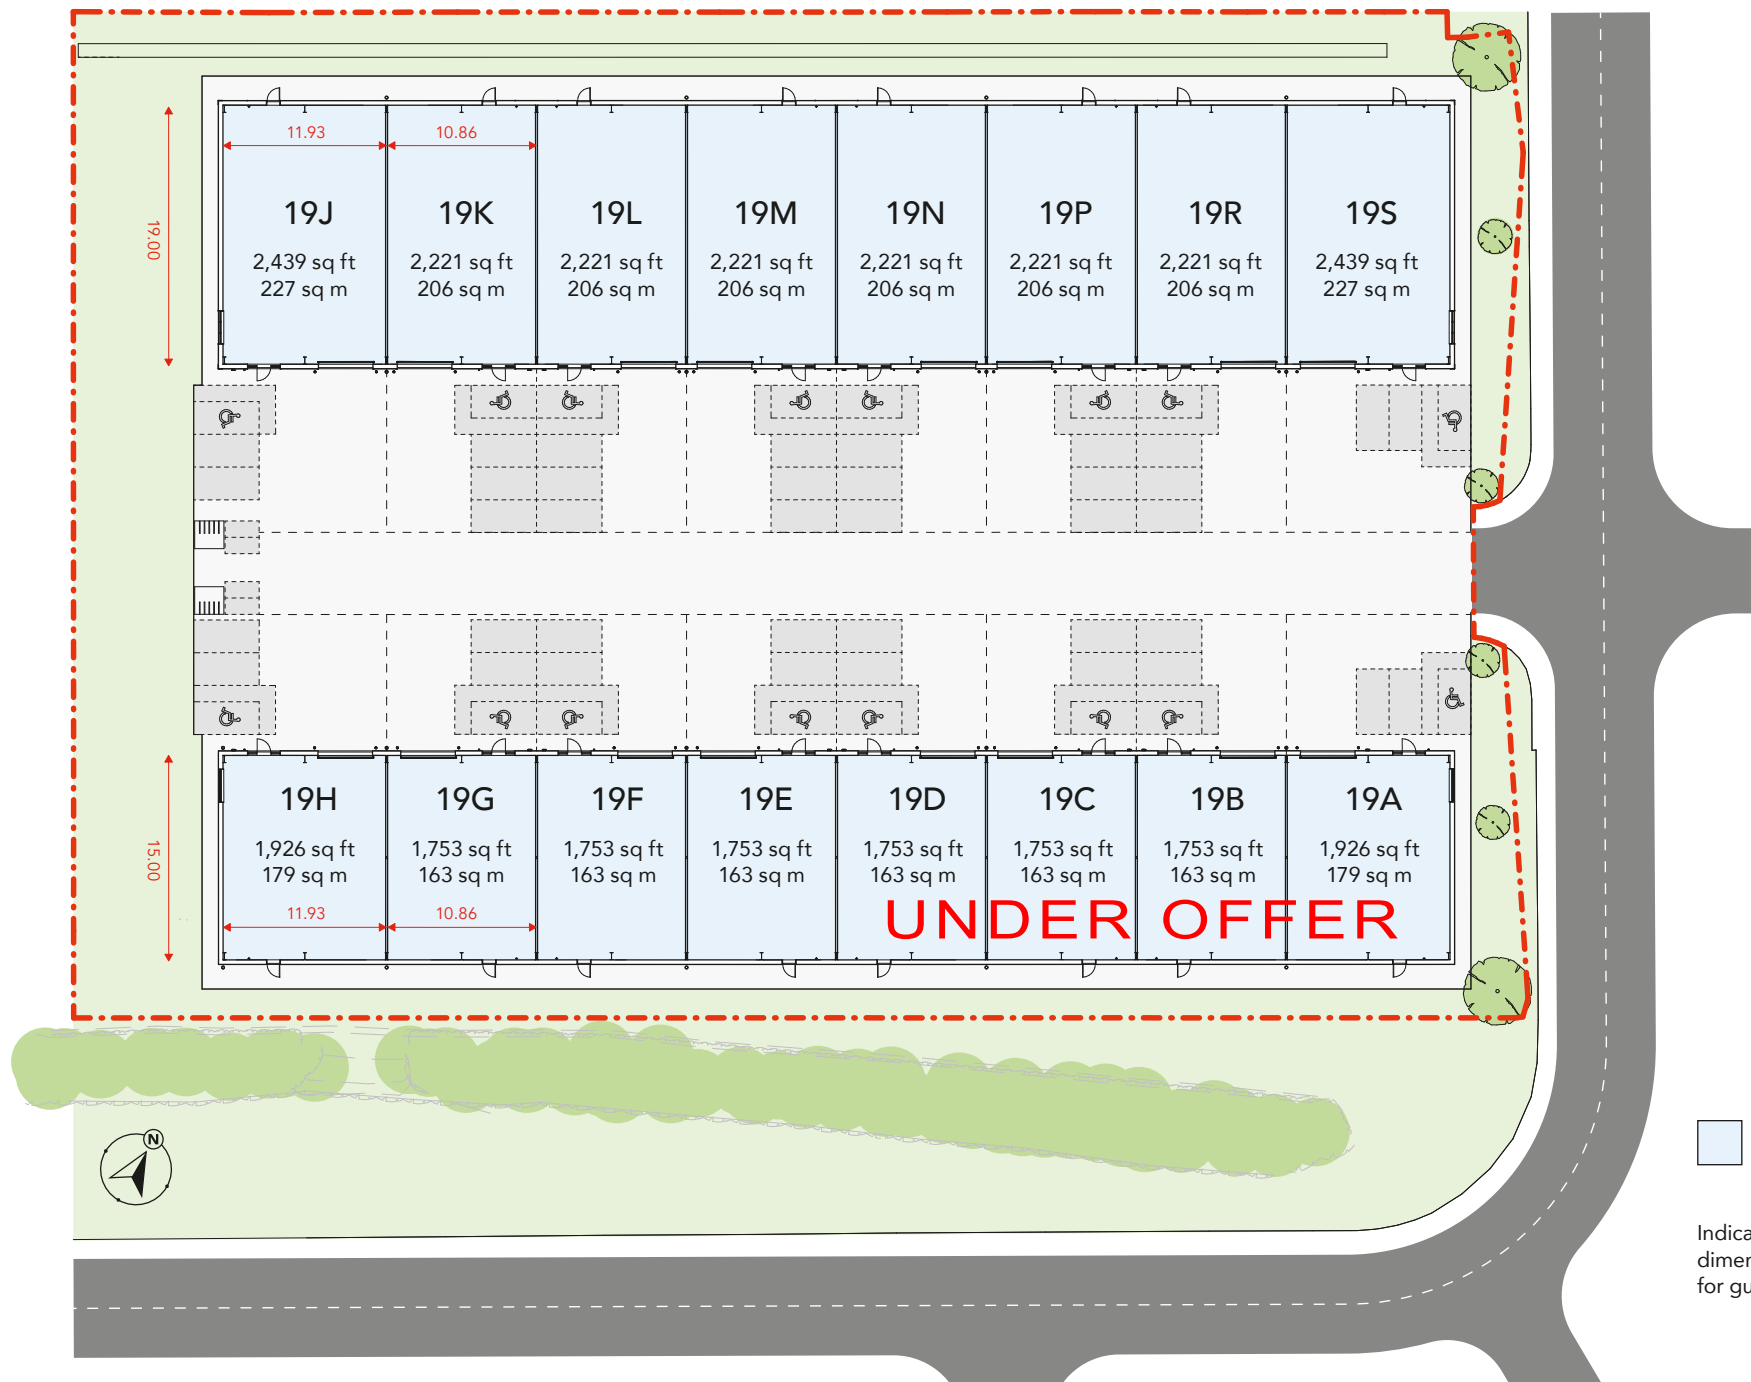 11.93
10.86
19.00
19J
2,439 sq ft
227 sq m
19K
2,221 sq ft
206 sq m
19L
2,221 sq ft
206 sq m
19M
2,221 sq ft
206 sq m
19N
2,221 sq ft
206 sq m
19P
2,221 sq ft
206 sq m
19R
2,221 sq ft
206 sq m
19S
2,439 sq ft
227 sq m
15.00
19H
1,926 sq ft
179 sq m
11.93
19G
1,753 sq ft
163 sq m
10.86
19F
1,753 sq ft
163 sq m
19E
1,753 sq ft
163 sq m
19D
1,753 sq ft
163 sq m
19C
1,753 sq ft
163 sq m
19B
1,753 sq ft
163 sq m
19A
1,926 sq ft
179 sq m
UNDER OFFER
N
Indica
dimer
for gu